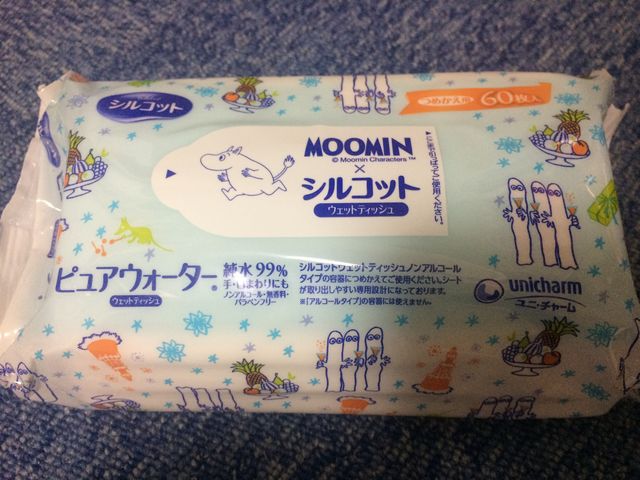 シルコット
つめかえ用 60枚入
MOOMIN
© Moomin Characters™
×
シルコット
ウェットティッシュ
ピュアウォーター®
ウェットティッシュ
純水99%
手・口まわりにも
ノンアルコール・無香料・
パラベンフリー
シルコットウェットティッシュノンアルコール
タイプの容器につめかえてご使用ください。シート
が取り出しやすい専用設計になっております。
※[アルコールタイプ]の容器には使えません。
unicharm
ユニ・チャーム